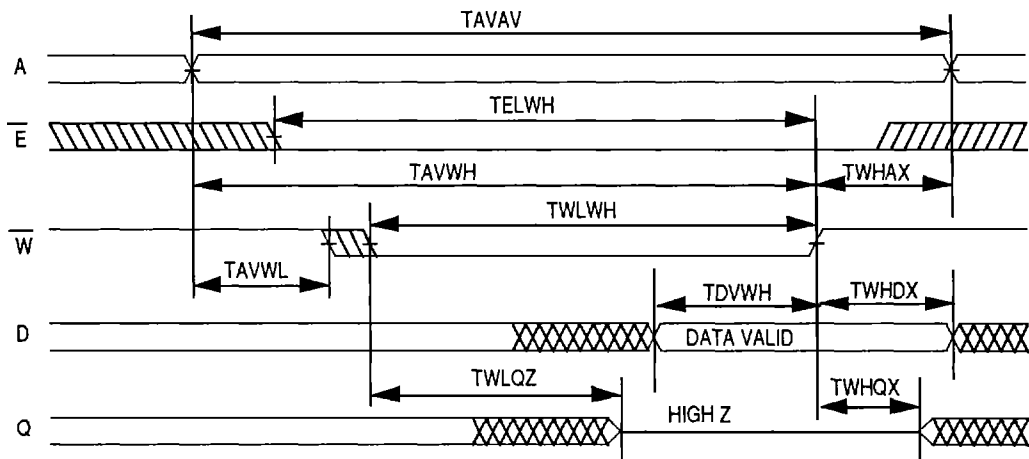 TAVAV
A
TELWH
E̅
TAVWH
TWHAX
TWLWH
W̅
TAVWL
TDVWH
TWHDX
D
DATA VALID
TWLQZ
TWHQX
Q
HIGH Z